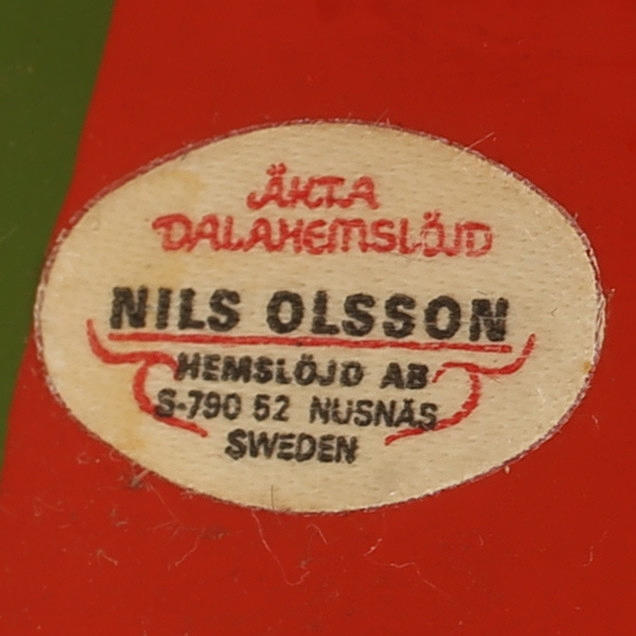 ÄKTA
DALAHEMSLÖJD
NILS OLSSON
HEMSLÖJD AB
S-790 52 NUSNÄS
SWEDEN